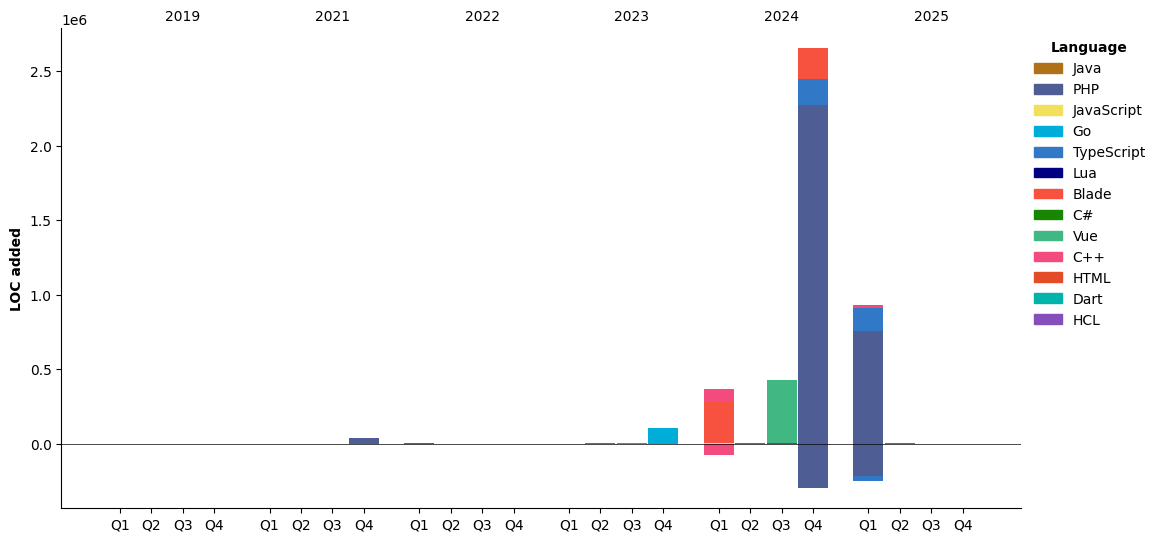 1e6
2019 2021 2022 2023 2024 2025
LOC added
2.5
2.0
1.5
1.0
0.5
0.0
Q1 Q2 Q3 Q4 Q1 Q2 Q3 Q4 Q1 Q2 Q3 Q4 Q1 Q2 Q3 Q4 Q1 Q2 Q3 Q4 Q1 Q2 Q3 Q4
Language
Java
PHP
JavaScript
Go
TypeScript
Lua
Blade
C#
Vue
C++
HTML
Dart
HCL